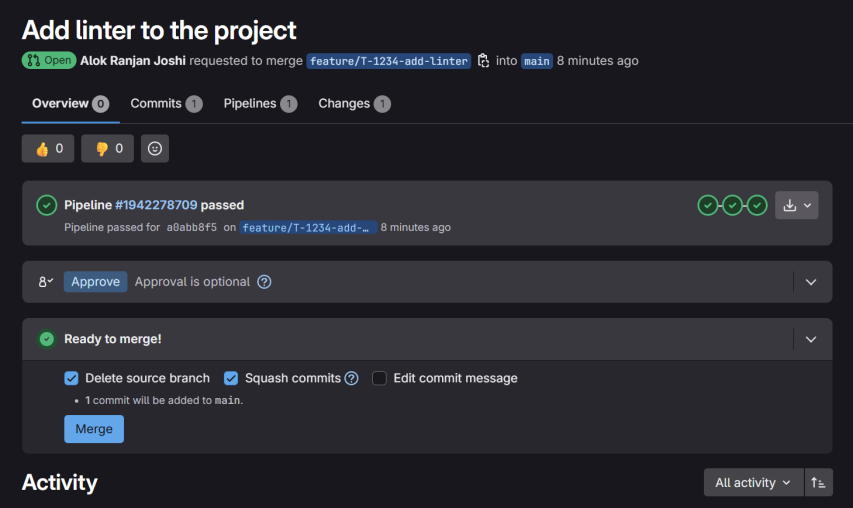 Add linter to the project
Open Alok Ranjan Joshi requested to merge feature/T-1234-add-linter into main 8 minutes ago
Overview 0 Commits 1 Pipelines 1 Changes 1
0 0
Pipeline #1942278709 passed
Pipeline passed for a0abb8f5 on feature/T-1234-add-… 8 minutes ago
Approve Approval is optional
Ready to merge!
Delete source branch Squash commits Edit commit message
• 1 commit will be added to main.
Merge
Activity All activity